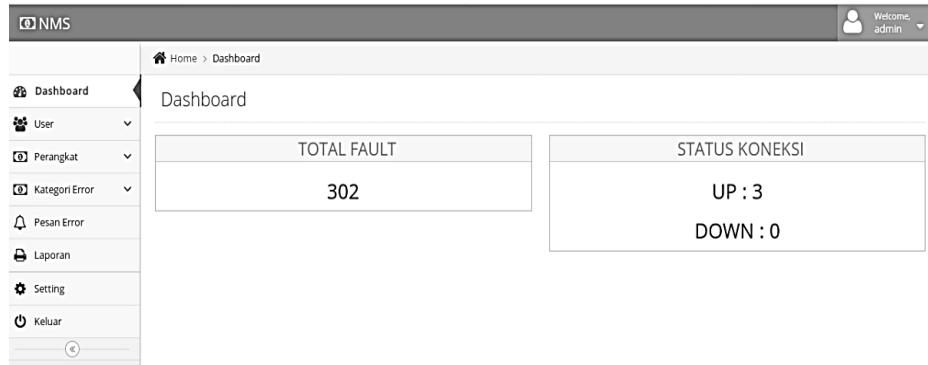 NMS
Welcome,
admin
Home > Dashboard
Dashboard
User
Perangkat
Kategori Error
Pesan Error
Laporan
Setting
Keluar
Dashboard
TOTAL FAULT
302
STATUS KONEKSI
UP : 3
DOWN : 0